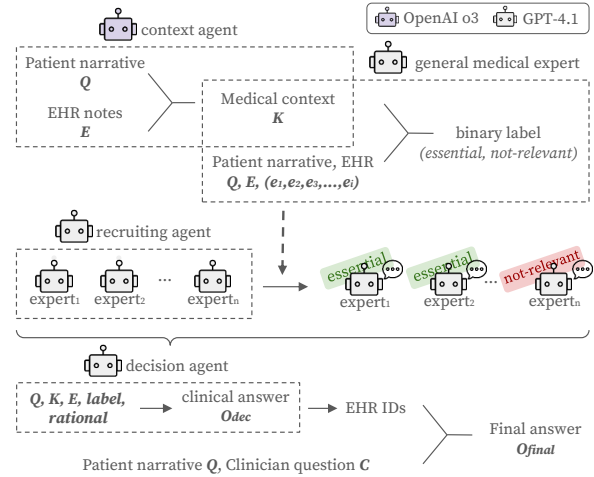 context agent
OpenAI o3
GPT-4.1
Patient narrative
Q
EHR notes
E
general medical expert
Medical context
K
Patient narrative, EHR
Q, E, (e1,e2,e3,...,ei)
binary label
(essential, not-relevant)
recruiting agent
expert1
expert2
...
expertn
essential
essential
not-relevant
expert1
expert2
...
expertn
decision agent
Q, K, E, label,
rational
clinical answer
Odec
EHR IDs
Final answer
Ofinal
Patient narrative Q, Clinician question C